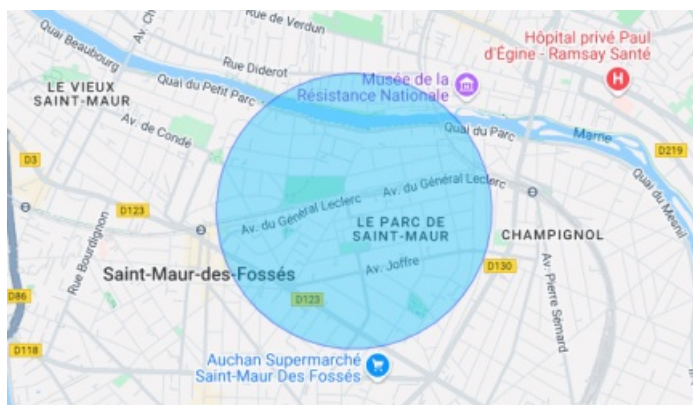 Rue de Verdun
Av. Ch
Quai Beaubourg
Hôpital privé Paul
d'Égine - Ramsay Santé
H
Rue Diderot
Musée de la
Résistance Nationale
LE VIEUX
SAINT-MAUR
Quai du Petit Parc
Av. de Condé
Quai du Parc
Marne
D219
D3
Quai du Mesnil
Av. du Général Leclerc
Av. du Général Leclerc
D123
Rue Bourdignon
LE PARC DE
SAINT-MAUR
CHAMPIGNOL
Av. Joffre
D130
Saint-Maur-des-Fossés
Av. Pierre Sémard
D86
D123
D118
Auchan Supermarché
Saint-Maur Des Fossés